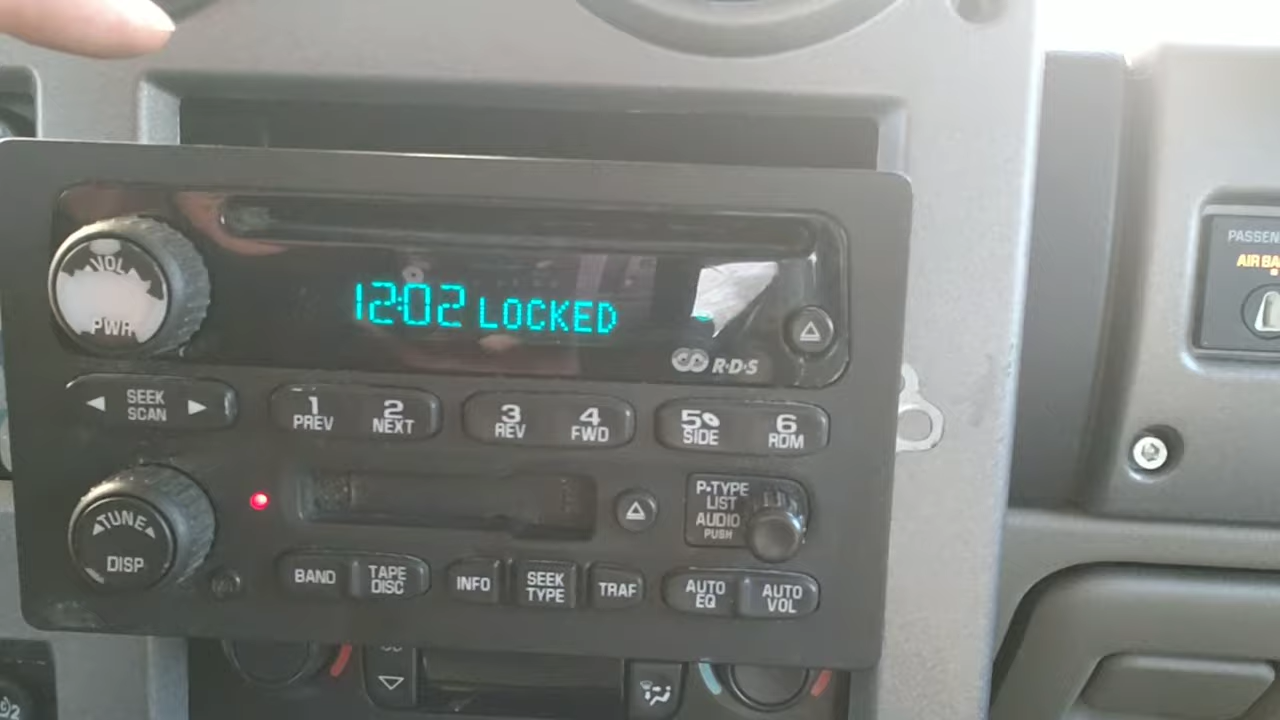 VOL
PWR
12:02 LOCKED
R·D·S
PASSEN
AIR BA
SEEK
SCAN
1
PREV
2
NEXT
3
REV
4
FWD
5
SIDE
6
RDM
TUNE
DISP
P•TYPE
LIST
AUDIO
PUSH
BAND
TAPE
DISC
INFO
SEEK
TYPE
TRAF
AUTO
EQ
AUTO
VOL